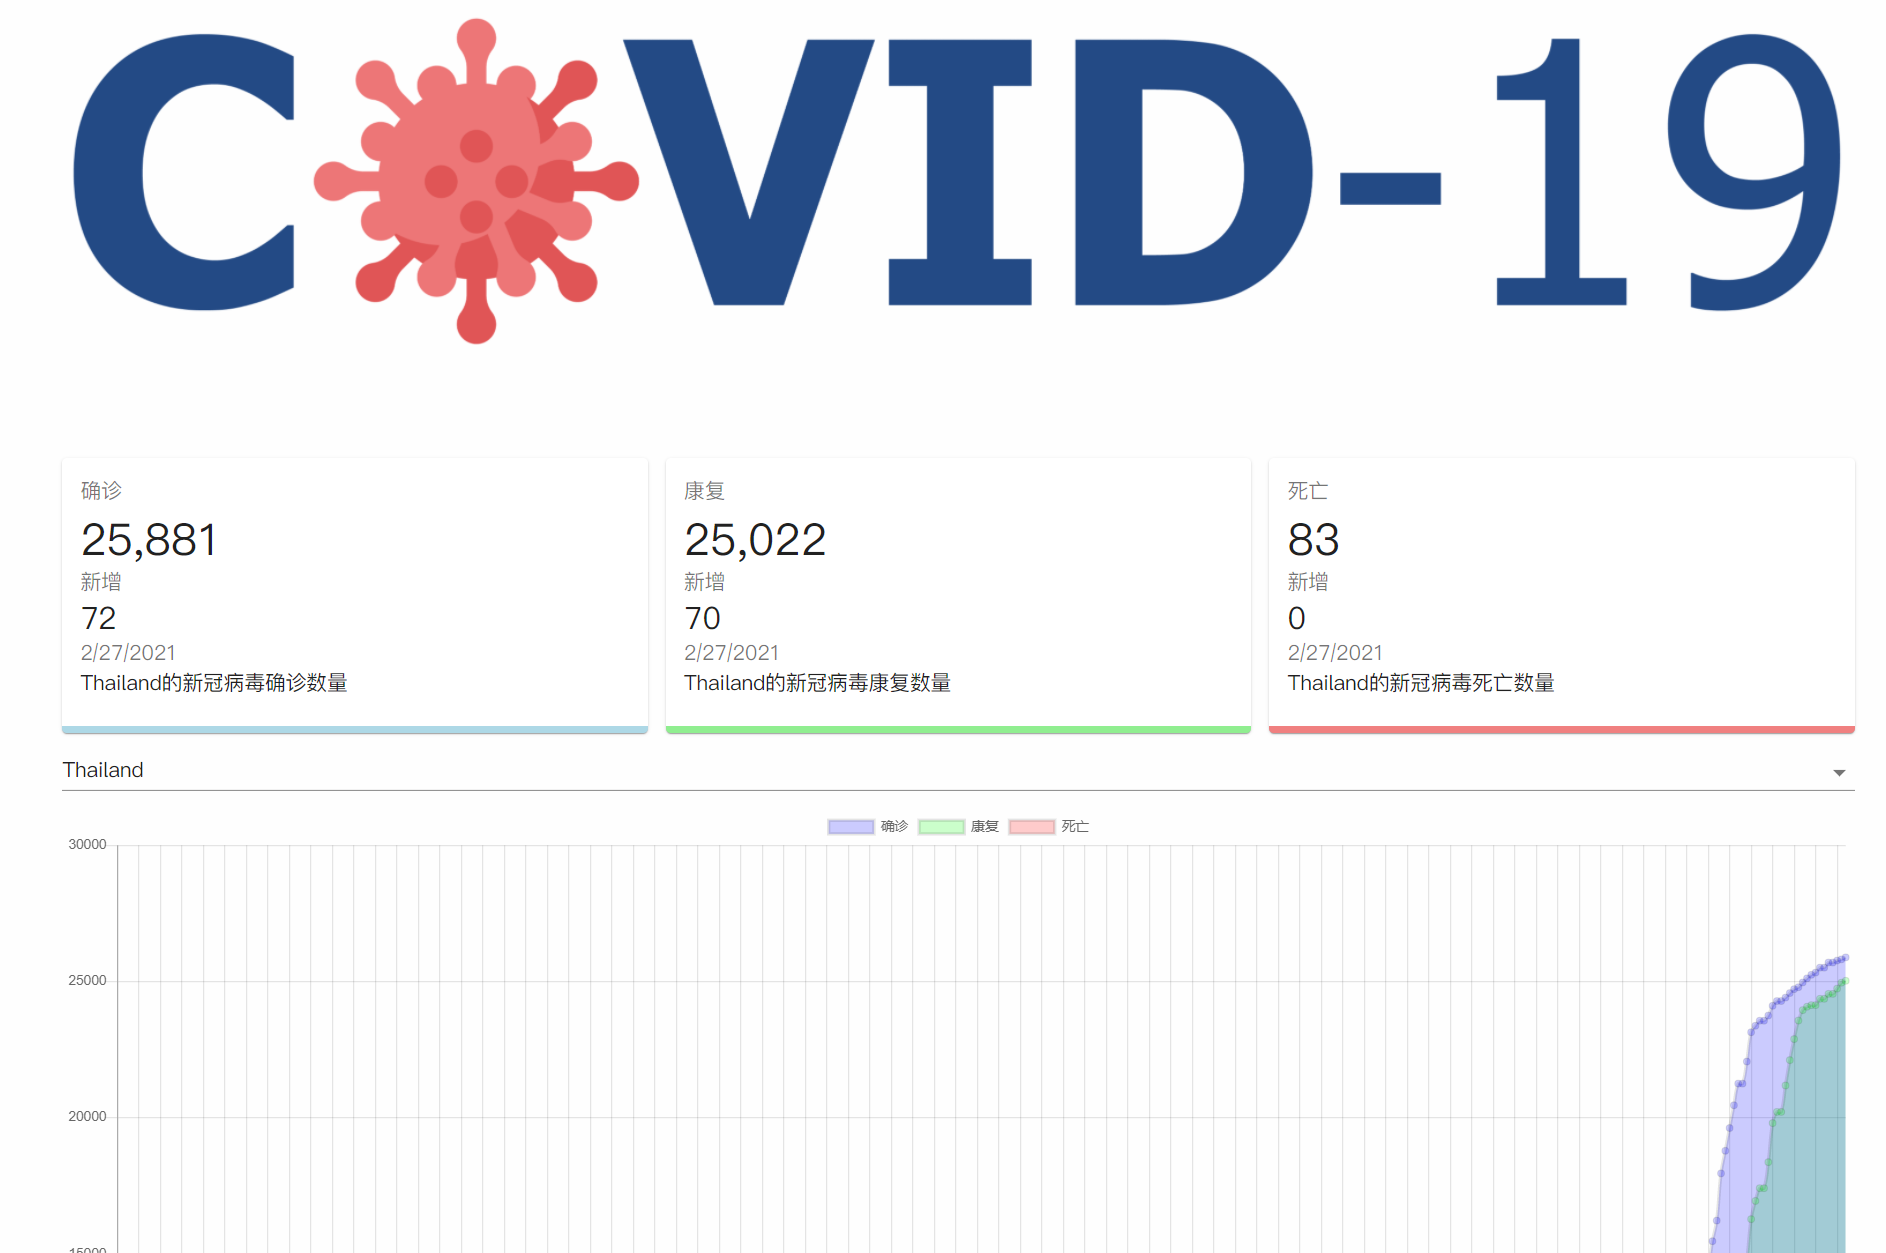 COVID-19
确诊
25,881
新增
72
2/27/2021
Thailand的新冠病毒确诊数量
康复
25,022
新增
70
2/27/2021
Thailand的新冠病毒康复数量
死亡
83
新增
0
2/27/2021
Thailand的新冠病毒死亡数量
Thailand
确诊 康复 死亡
30000
25000
20000
15000